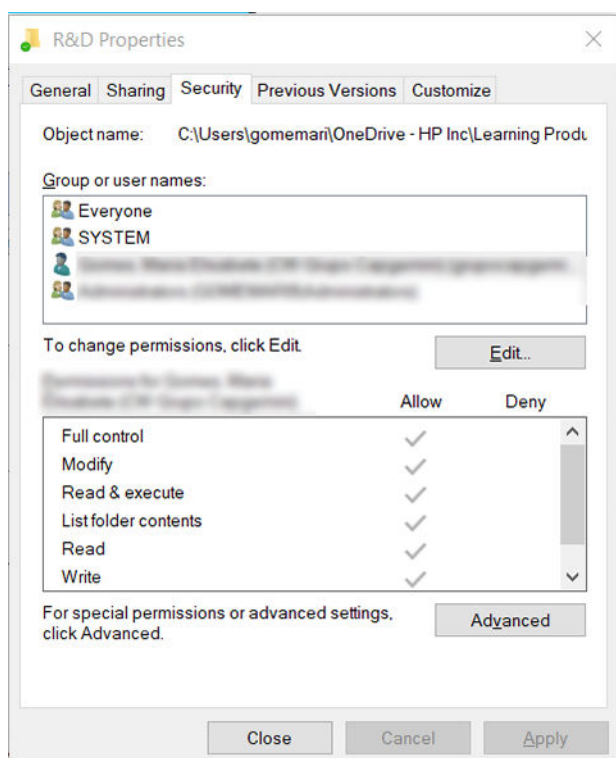 R&D Properties
General Sharing Security Previous Versions Customize
Object name: C:\Users\gomemari\OneDrive - HP Inc\Learning Produ
Group or user names:
Everyone
SYSTEM
To change permissions, click Edit.
Edit...
Allow Deny
Full control
Modify
Read & execute
List folder contents
Read
Write
For special permissions or advanced settings,
click Advanced.
Advanced
Close Cancel Apply